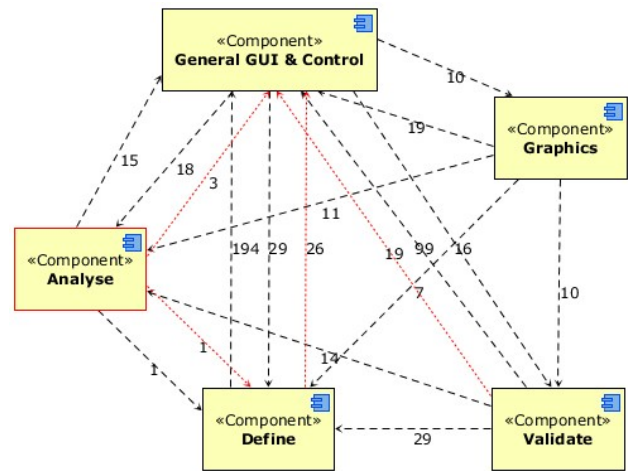 «Component»
General GUI & Control
10
«Component»
Graphics
19
15
18
3
11
«Component»
Analyse
194
29
26
19
99
16
7
10
1
1
14
«Component»
Define
29
«Component»
Validate